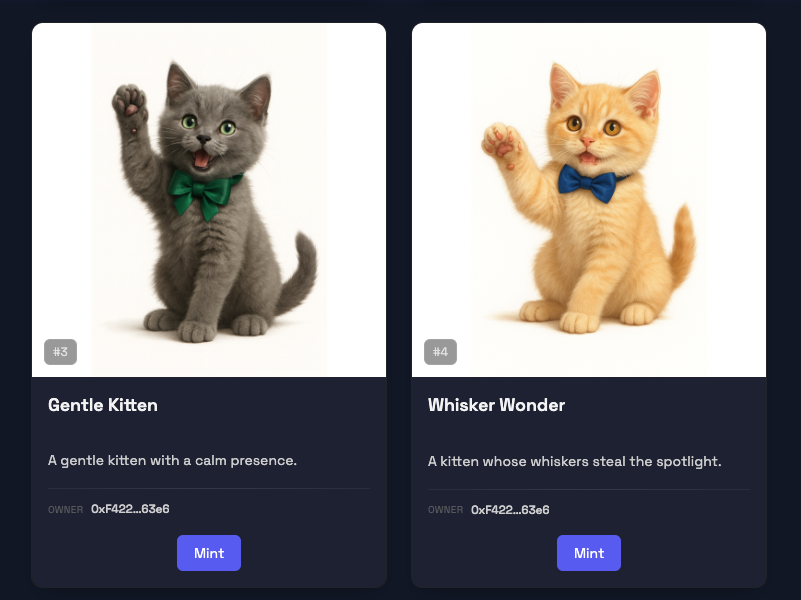 #3
Gentle Kitten
A gentle kitten with a calm presence.
OWNER 0xF422...63e6
Mint
#4
Whisker Wonder
A kitten whose whiskers steal the spotlight.
OWNER 0xF422...63e6
Mint